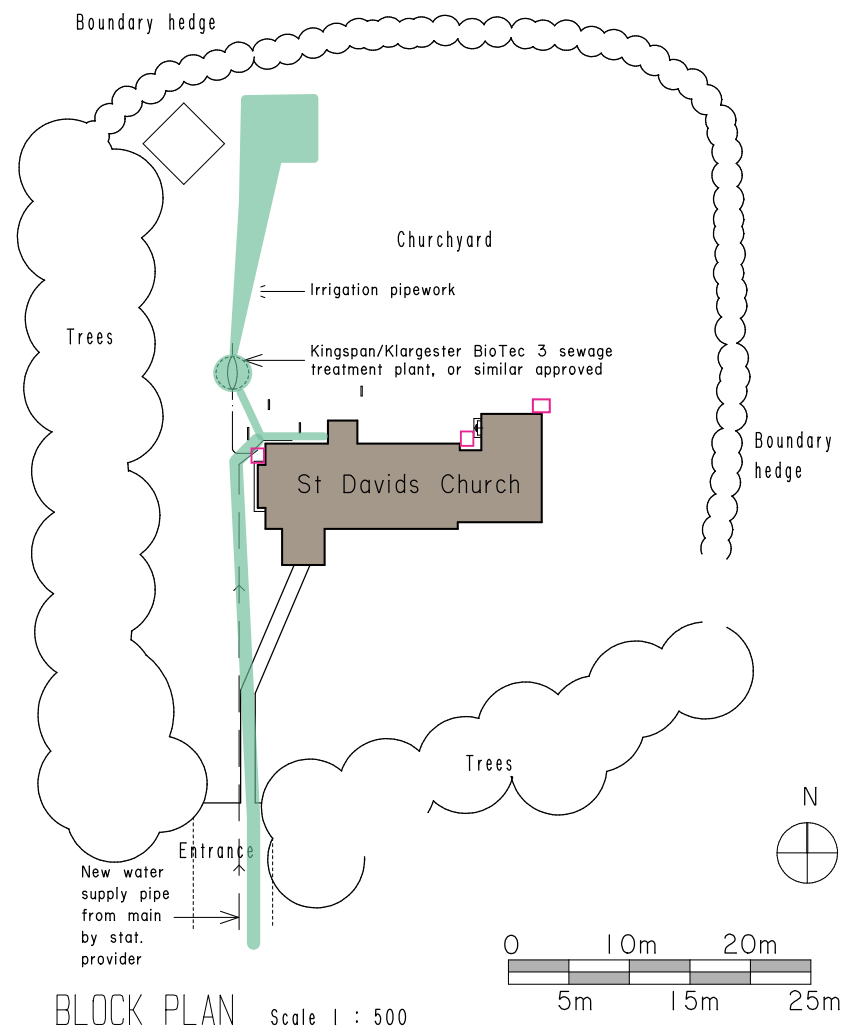 Boundary hedge
Churchyard
Irrigation pipework
Trees
Kingspan/Klargester BioTec 3 sewage
treatment plant, or similar approved
Boundary
hedge
St Davids Church
Trees
N
Entrance
New water
supply pipe
from main
by stat.
provider
0 10m 20m
5m 15m 25m
BLOCK PLAN Scale 1 : 500